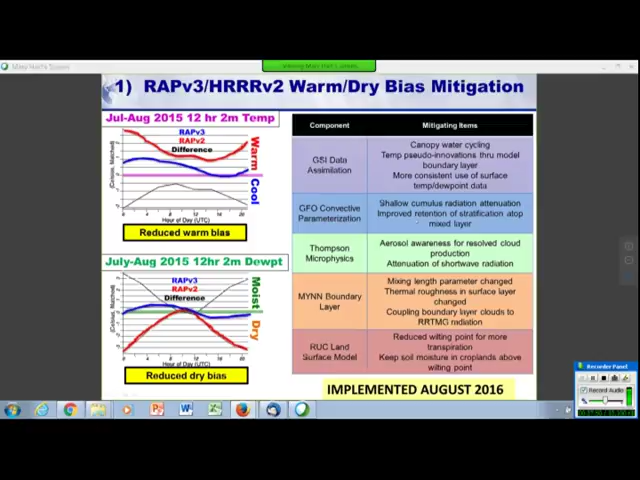 1) RAPv3/HRRRv2 Warm/Dry Bias Mitigation
Jul-Aug 2015 12 hr 2m Temp
RAPv3
RAPv2
Difference
Warm
Cool
Hour of Day (UTC)
Reduced warm bias
July-Aug 2015 12hr 2m Dewpt
RAPv3
RAPv2
Difference
Moist
Dry
Hour of Day (UTC)
Reduced dry bias
Component
Mitigating Items
GSI Data
Assimilation
Canopy water cycling
Temp pseudo-innovations thru model
boundary layer
More consistent use of surface
temp/dewpoint data
GFO Convective
Parameterization
Shallow cumulus radiation attenuation
Improved retention of stratification atop
mixed layer
Thompson
Microphysics
Aerosol awareness for resolved cloud
production
Attenuation of shortwave radiation
MYNN Boundary
Layer
Mixing length parameter changed
Thermal roughness in surface layer
changed
Coupling boundary layer clouds to
RRTMG radiation
RUC Land
Surface Model
Reduced wilting point for more
transpiration
Keep soil moisture in croplands above
wilting point
IMPLEMENTED AUGUST 2016
Recorder Panel
Record Audio